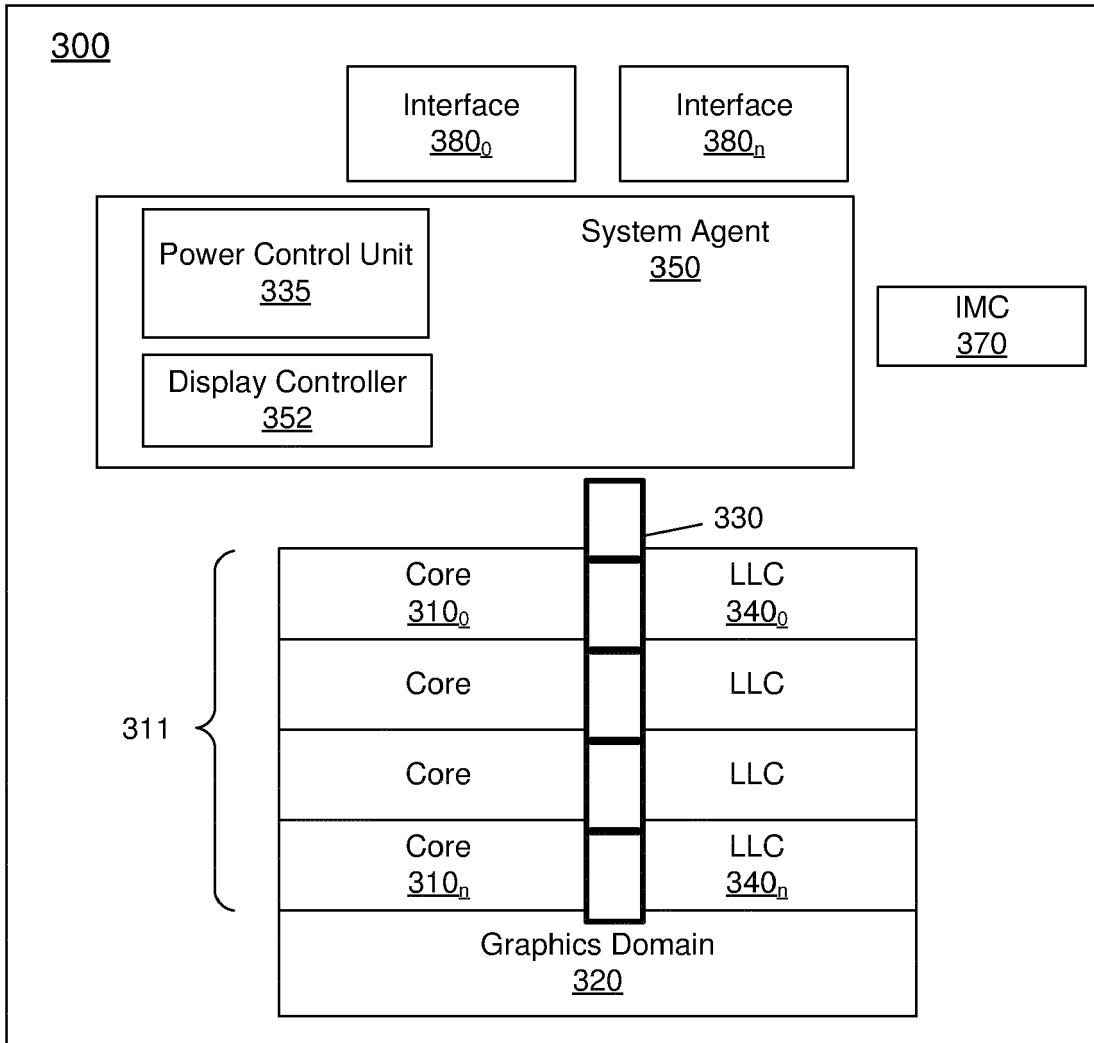 300
Interface
380₀
Interface
380ₙ
Power Control Unit
335
System Agent
350
Display Controller
352
IMC
370
330
311
Core
310₀
LLC
340₀
Core
LLC
Core
LLC
Core
310ₙ
LLC
340ₙ
Graphics Domain
320